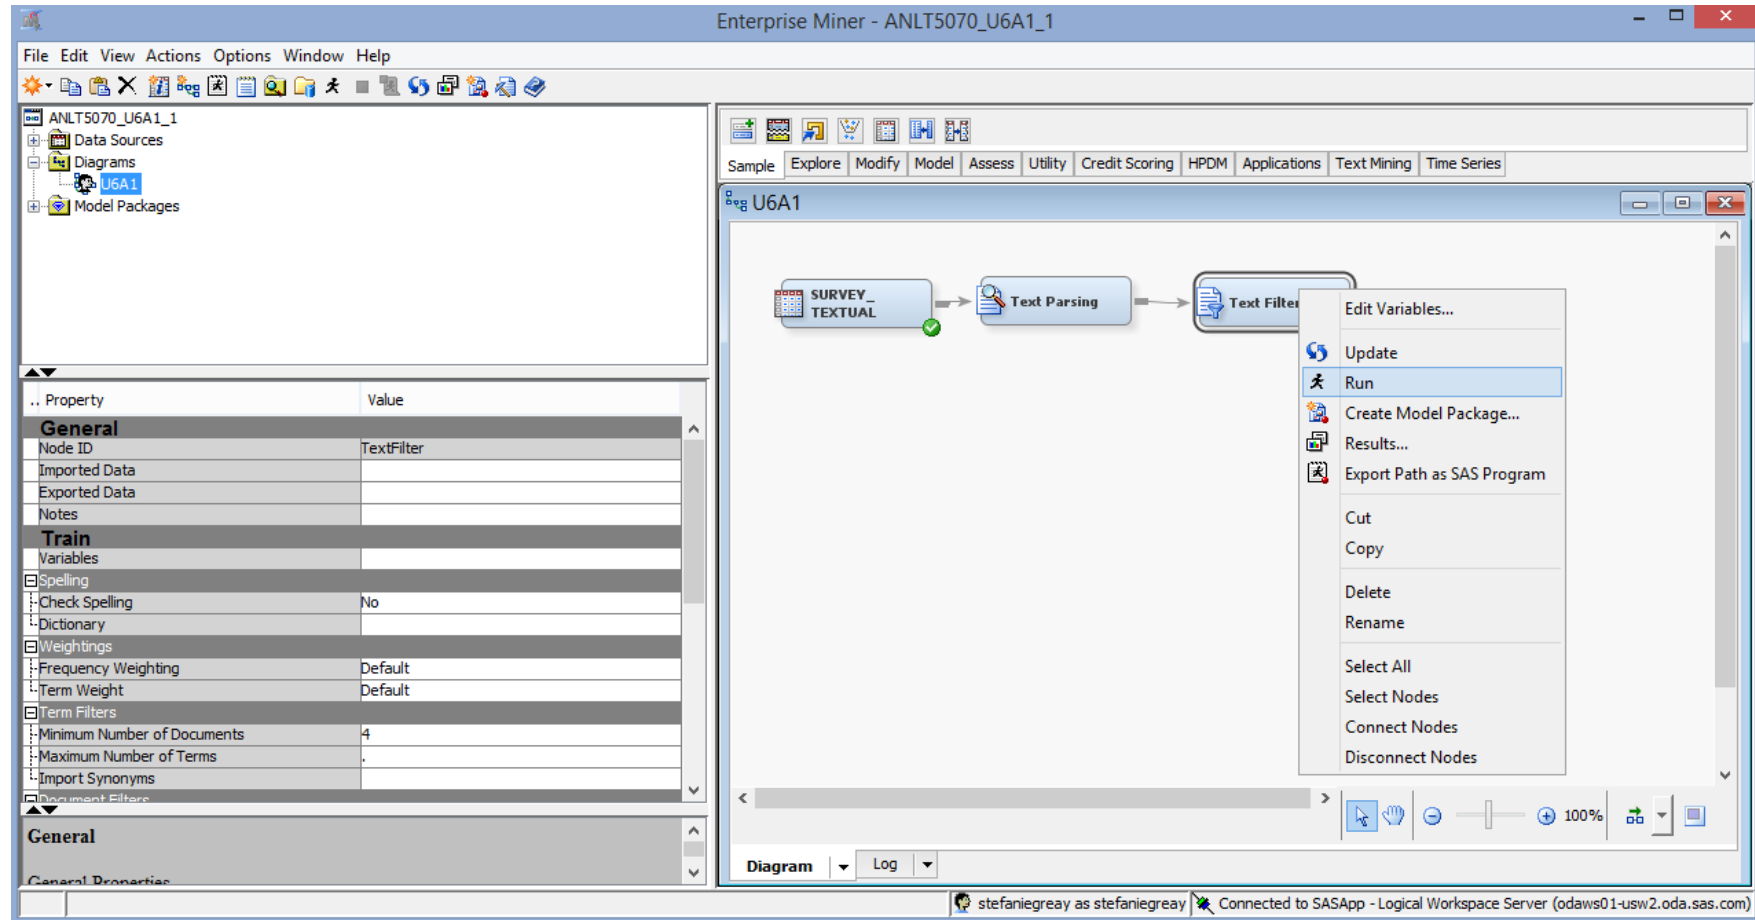 Enterprise Miner - ANLT5070_U6A1_1
File Edit View Actions Options Window Help
ANLT5070_U6A1_1
Data Sources
Diagrams
U6A1
Model Packages
.. Property Value
General
Node ID TextFilter
Imported Data
Exported Data
Notes
Train
Variables
Spelling
Check Spelling No
Dictionary
Weightings
Frequency Weighting Default
Term Weight Default
Term Filters
Minimum Number of Documents 4
Maximum Number of Terms .
Import Synonyms
Document Filters
General
General Properties
Sample Explore Modify Model Assess Utility Credit Scoring HPDM Applications Text Mining Time Series
U6A1
SURVEY_
TEXTUAL
Text Parsing
Text Filter
Edit Variables...
Update
Run
Create Model Package...
Results...
Export Path as SAS Program
Cut
Copy
Delete
Rename
Select All
Select Nodes
Connect Nodes
Disconnect Nodes
100%
Diagram Log
stefaniegreay as stefaniegreay Connected to SASApp - Logical Workspace Server (odaws01-usw2.oda.sas.com)